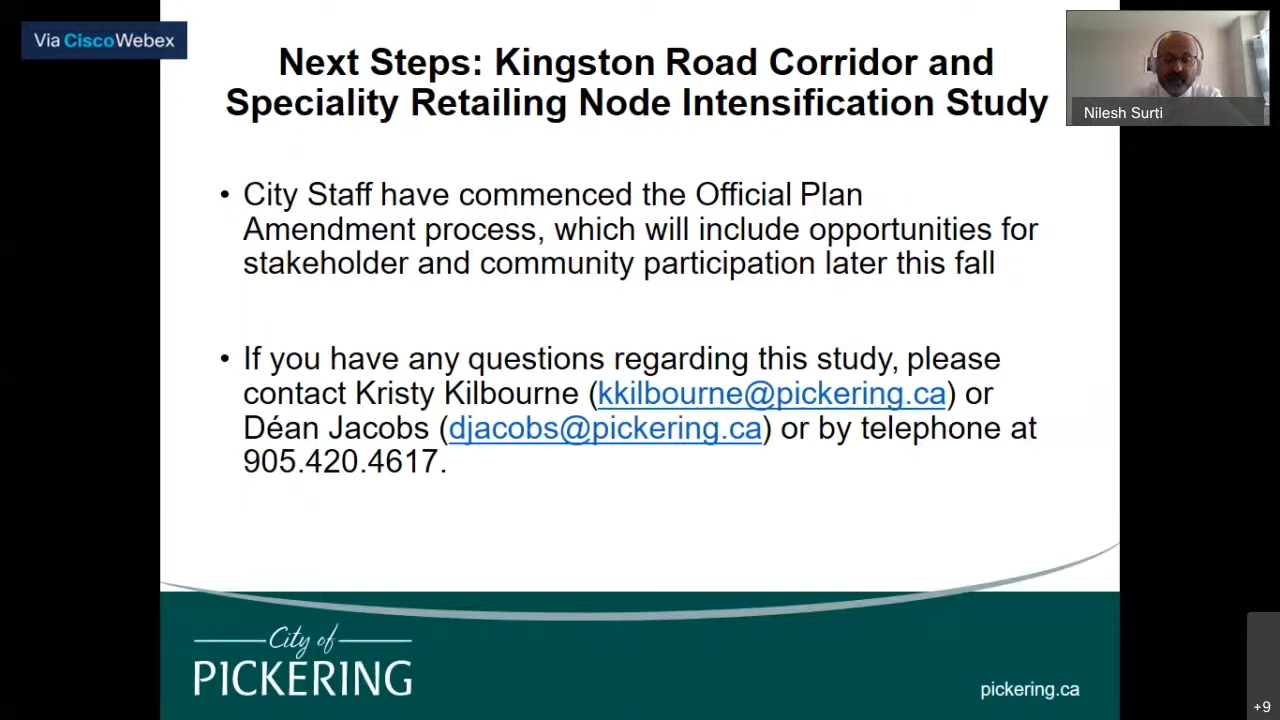 Via Cisco Webex
Next Steps: Kingston Road Corridor and
Speciality Retailing Node Intensification Study
Nilesh Surti
• City Staff have commenced the Official Plan
Amendment process, which will include opportunities for
stakeholder and community participation later this fall
• If you have any questions regarding this study, please
contact Kristy Kilbourne (kkilbourne@pickering.ca) or
Déan Jacobs (djacobs@pickering.ca) or by telephone at
905.420.4617.
City of
PICKERING
pickering.ca
+9